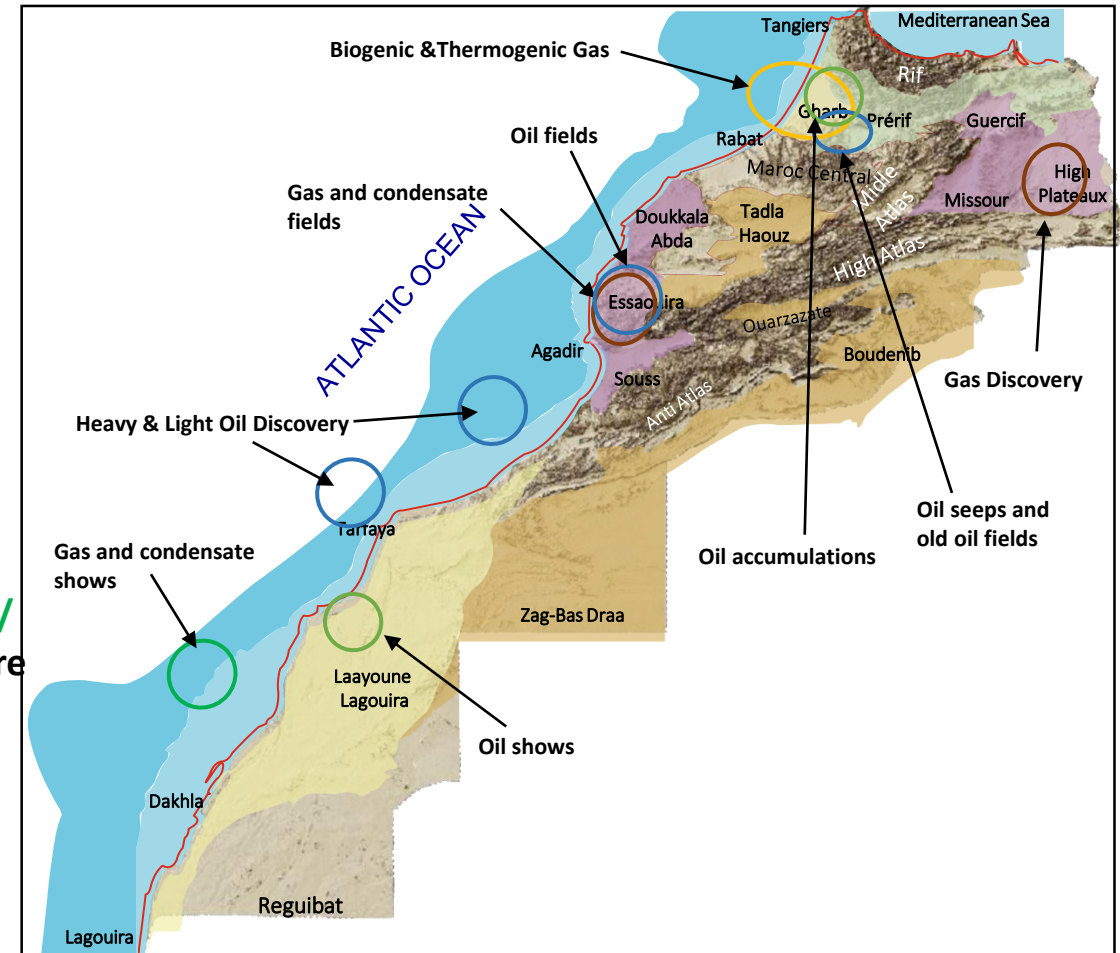 Tangiers
Mediterranean Sea
Biogenic &Thermogenic Gas
Rif
Gharb
Prérif
Guercif
Oil fields
Rabat
Maroc Central
Midle
Atlas
High
Plateaux
Missour
Gas and condensate
fields
Doukkala
Abda
Tadla
Haouz
High Atlas
ATLANTIC OCEAN
Essaouira
Ouarzazate
Agadir
Boudenib
Souss
Anti Atlas
Gas Discovery
Heavy & Light Oil Discovery
Tarfaya
Oil seeps and
old oil fields
Oil accumulations
Gas and condensate
shows
Zag-Bas Draa
y
re
Laayoune
Lagouira
Oil shows
Dakhla
Reguibat
Lagouira